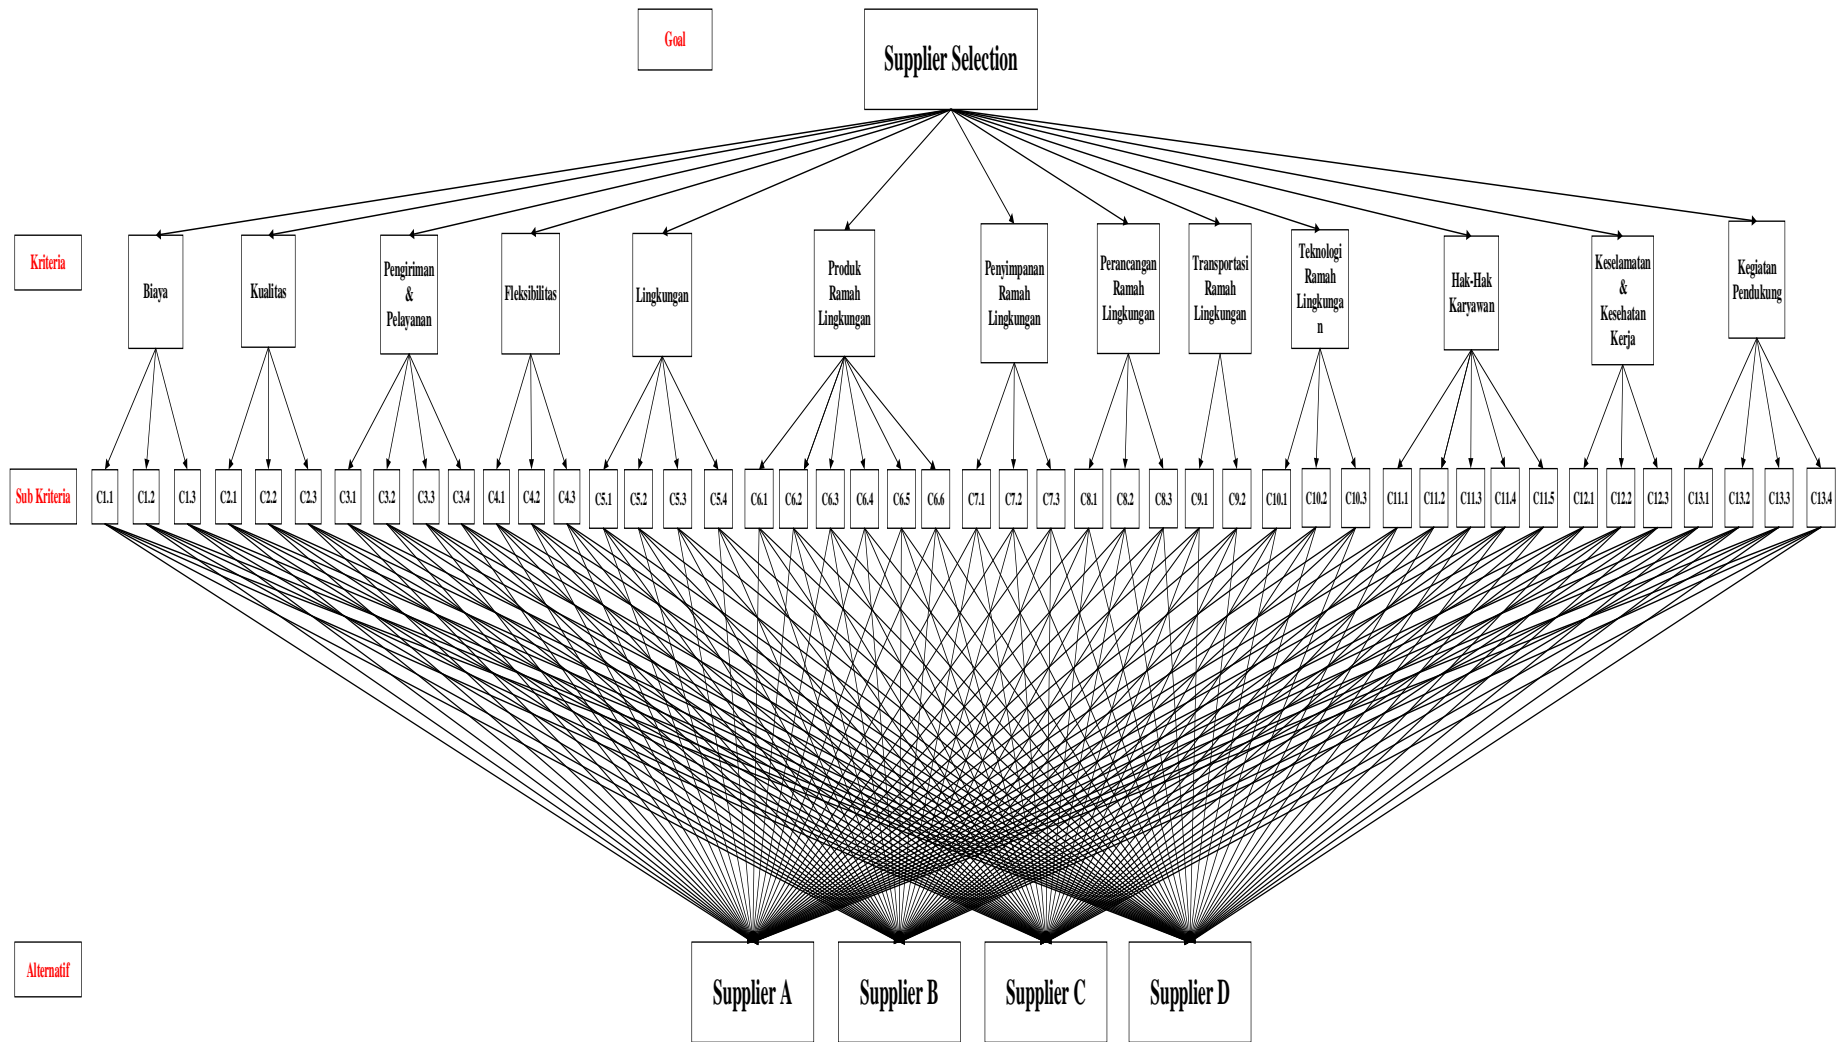 Goal
Supplier Selection
Kriteria
Biaya
Kualitas
Pengiriman
&
Pelayanan
Fleksibilitas
Lingkungan
Produk
Ramah
Lingkungan
Penyimpanan
Ramah
Lingkungan
Perancangan
Ramah
Lingkungan
Transportasi
Ramah
Lingkungan
Teknologi
Ramah
Lingkunga
n
Hak-Hak
Karyawan
Keselamatan
&
Kesehatan
Kerja
Kegiatan
Pendukung
Sub Kriteria
C1.1
C1.2
C1.3
C2.1
C2.2
C2.3
C3.1
C3.2
C3.3
C3.4
C4.1
C4.2
C4.3
C5.1
C5.2
C5.3
C5.4
C6.1
C6.2
C6.3
C6.4
C6.5
C6.6
C7.1
C7.2
C7.3
C8.1
C8.2
C8.3
C9.1
C9.2
C10.1
C10.2
C10.3
C11.1
C11.2
C11.3
C11.4
C11.5
C12.1
C12.2
C12.3
C13.1
C13.2
C13.3
C13.4
Alternatif
Supplier A
Supplier B
Supplier C
Supplier D